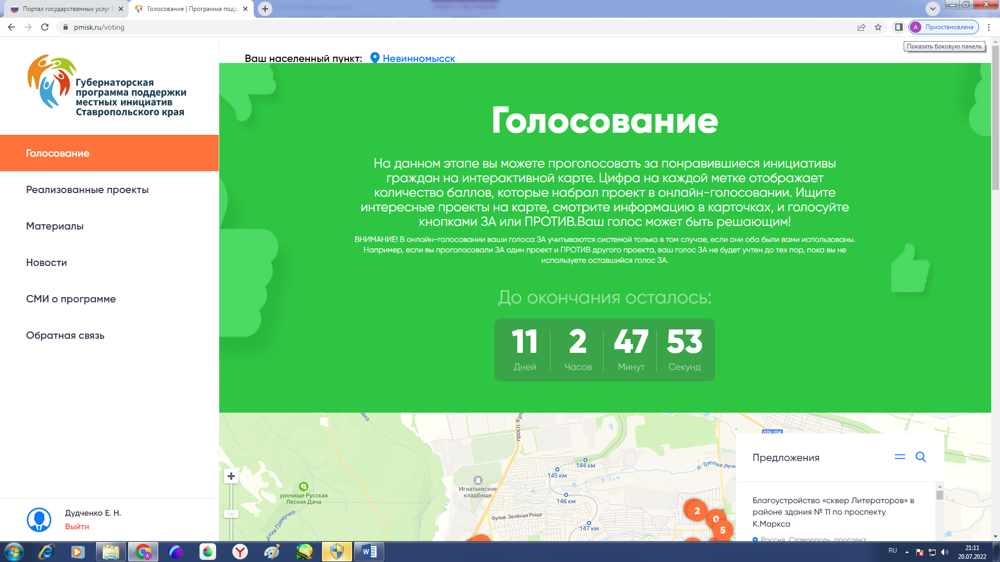 Портал государственных услуг
Голосование | Программа подд
pmisk.ru/voting
А
Приостановлена
Показать боковую панель
Губернаторская
программа поддержки
местных инициатив
Ставропольского края
Голосование
Реализованные проекты
Материалы
Новости
СМИ о программе
Обратная связь
Дудченко Е. Н.
Выйти
Ваш населенный пункт: Невинномысск
Голосование
На данном этапе вы можете проголосовать за понравившиеся инициативы
граждан на интерактивной карте. Цифра на каждой метке отображает
количество баллов, которые набрал проект в онлайн-голосовании. Ищите
интересные проекты на карте, смотрите информацию в карточках, и голосуйте
кнопками ЗА или ПРОТИВ.Ваш голос может быть решающим!
ВНИМАНИЕ! В онлайн-голосовании ваши голоса ЗА учитываются системой только в том случае, если они оба были вами использованы.
Например, если вы проголосовали ЗА один проект и ПРОТИВ другого проекта, ваш голос ЗА не будет учтен до тех пор, пока вы не
используете оставшийся голос ЗА.
До окончания осталось:
11 2 47 53
Дней Часов Минут Секунд
просп. Кул
07К-104
144 км
145 км
р. Третья Речк
Игнатьевское
кладбище
146 км
урочище Русская
Лесная Дача
бульв. Зелёная Роща
147 км
ская Гремучка
2
0
5
Предложения
Благоустройство «сквер Литераторов» в
районе здания № 11 по проспекту
К.Маркса
Россия, Ставрополь, проспект
RU
21:11
20.07.2022